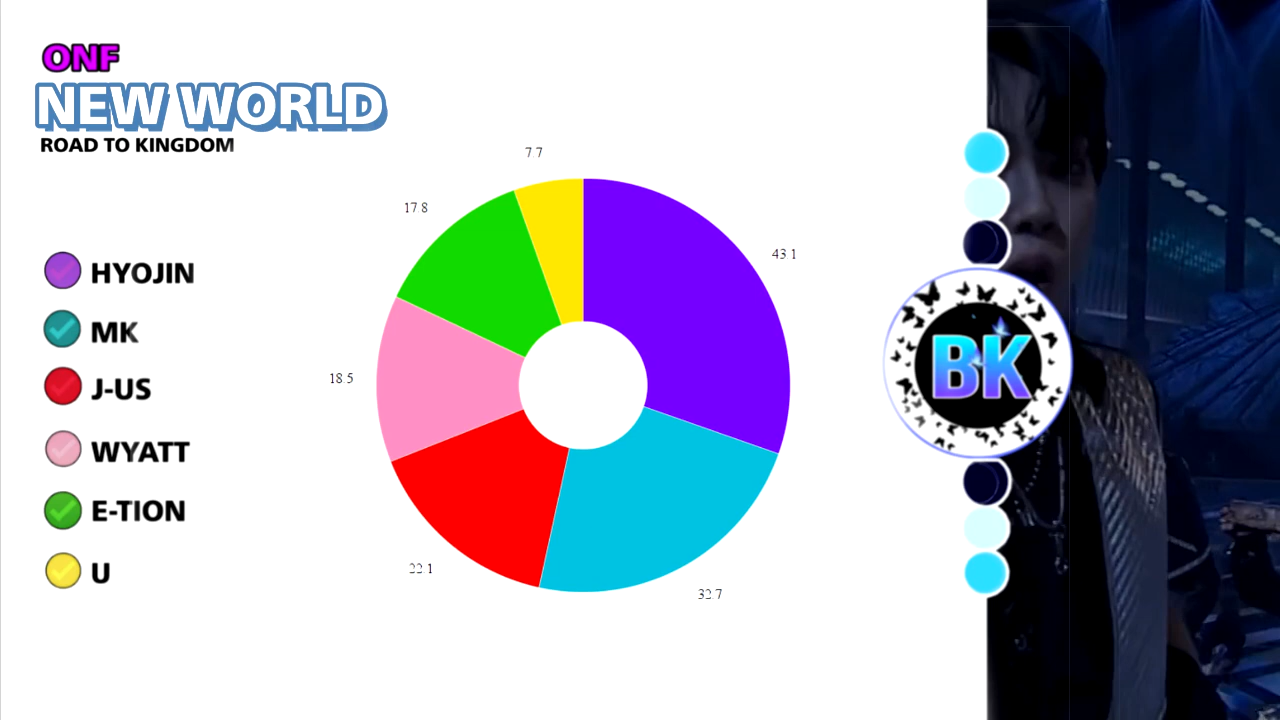 ONF
NEW WORLD
ROAD TO KINGDOM
HYOJIN
MK
J-US
WYATT
E-TION
U
7.7
17.8
43.1
18.5
22.1
32.7
BK